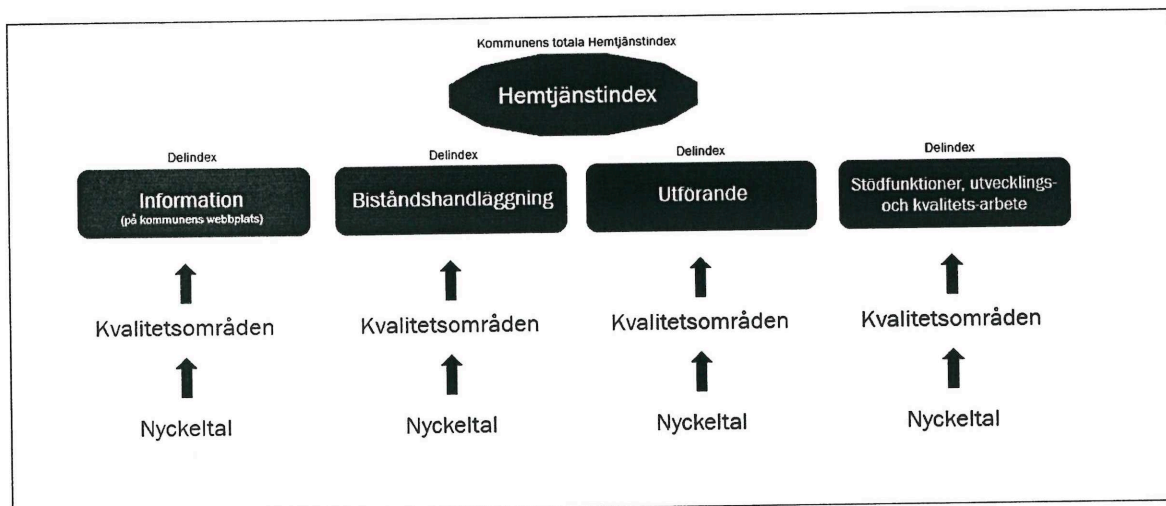 Kommunens totala Hemtjänstindex
Hemtjänstindex
Delindex
Delindex
Delindex
Delindex
Information
(på kommunens webbplats)
Biståndshandläggning
Utförande
Stödfunktioner, utvecklings-
och kvalitets-arbete
Kvalitetsområden
Kvalitetsområden
Kvalitetsområden
Kvalitetsområden
Nyckeltal
Nyckeltal
Nyckeltal
Nyckeltal